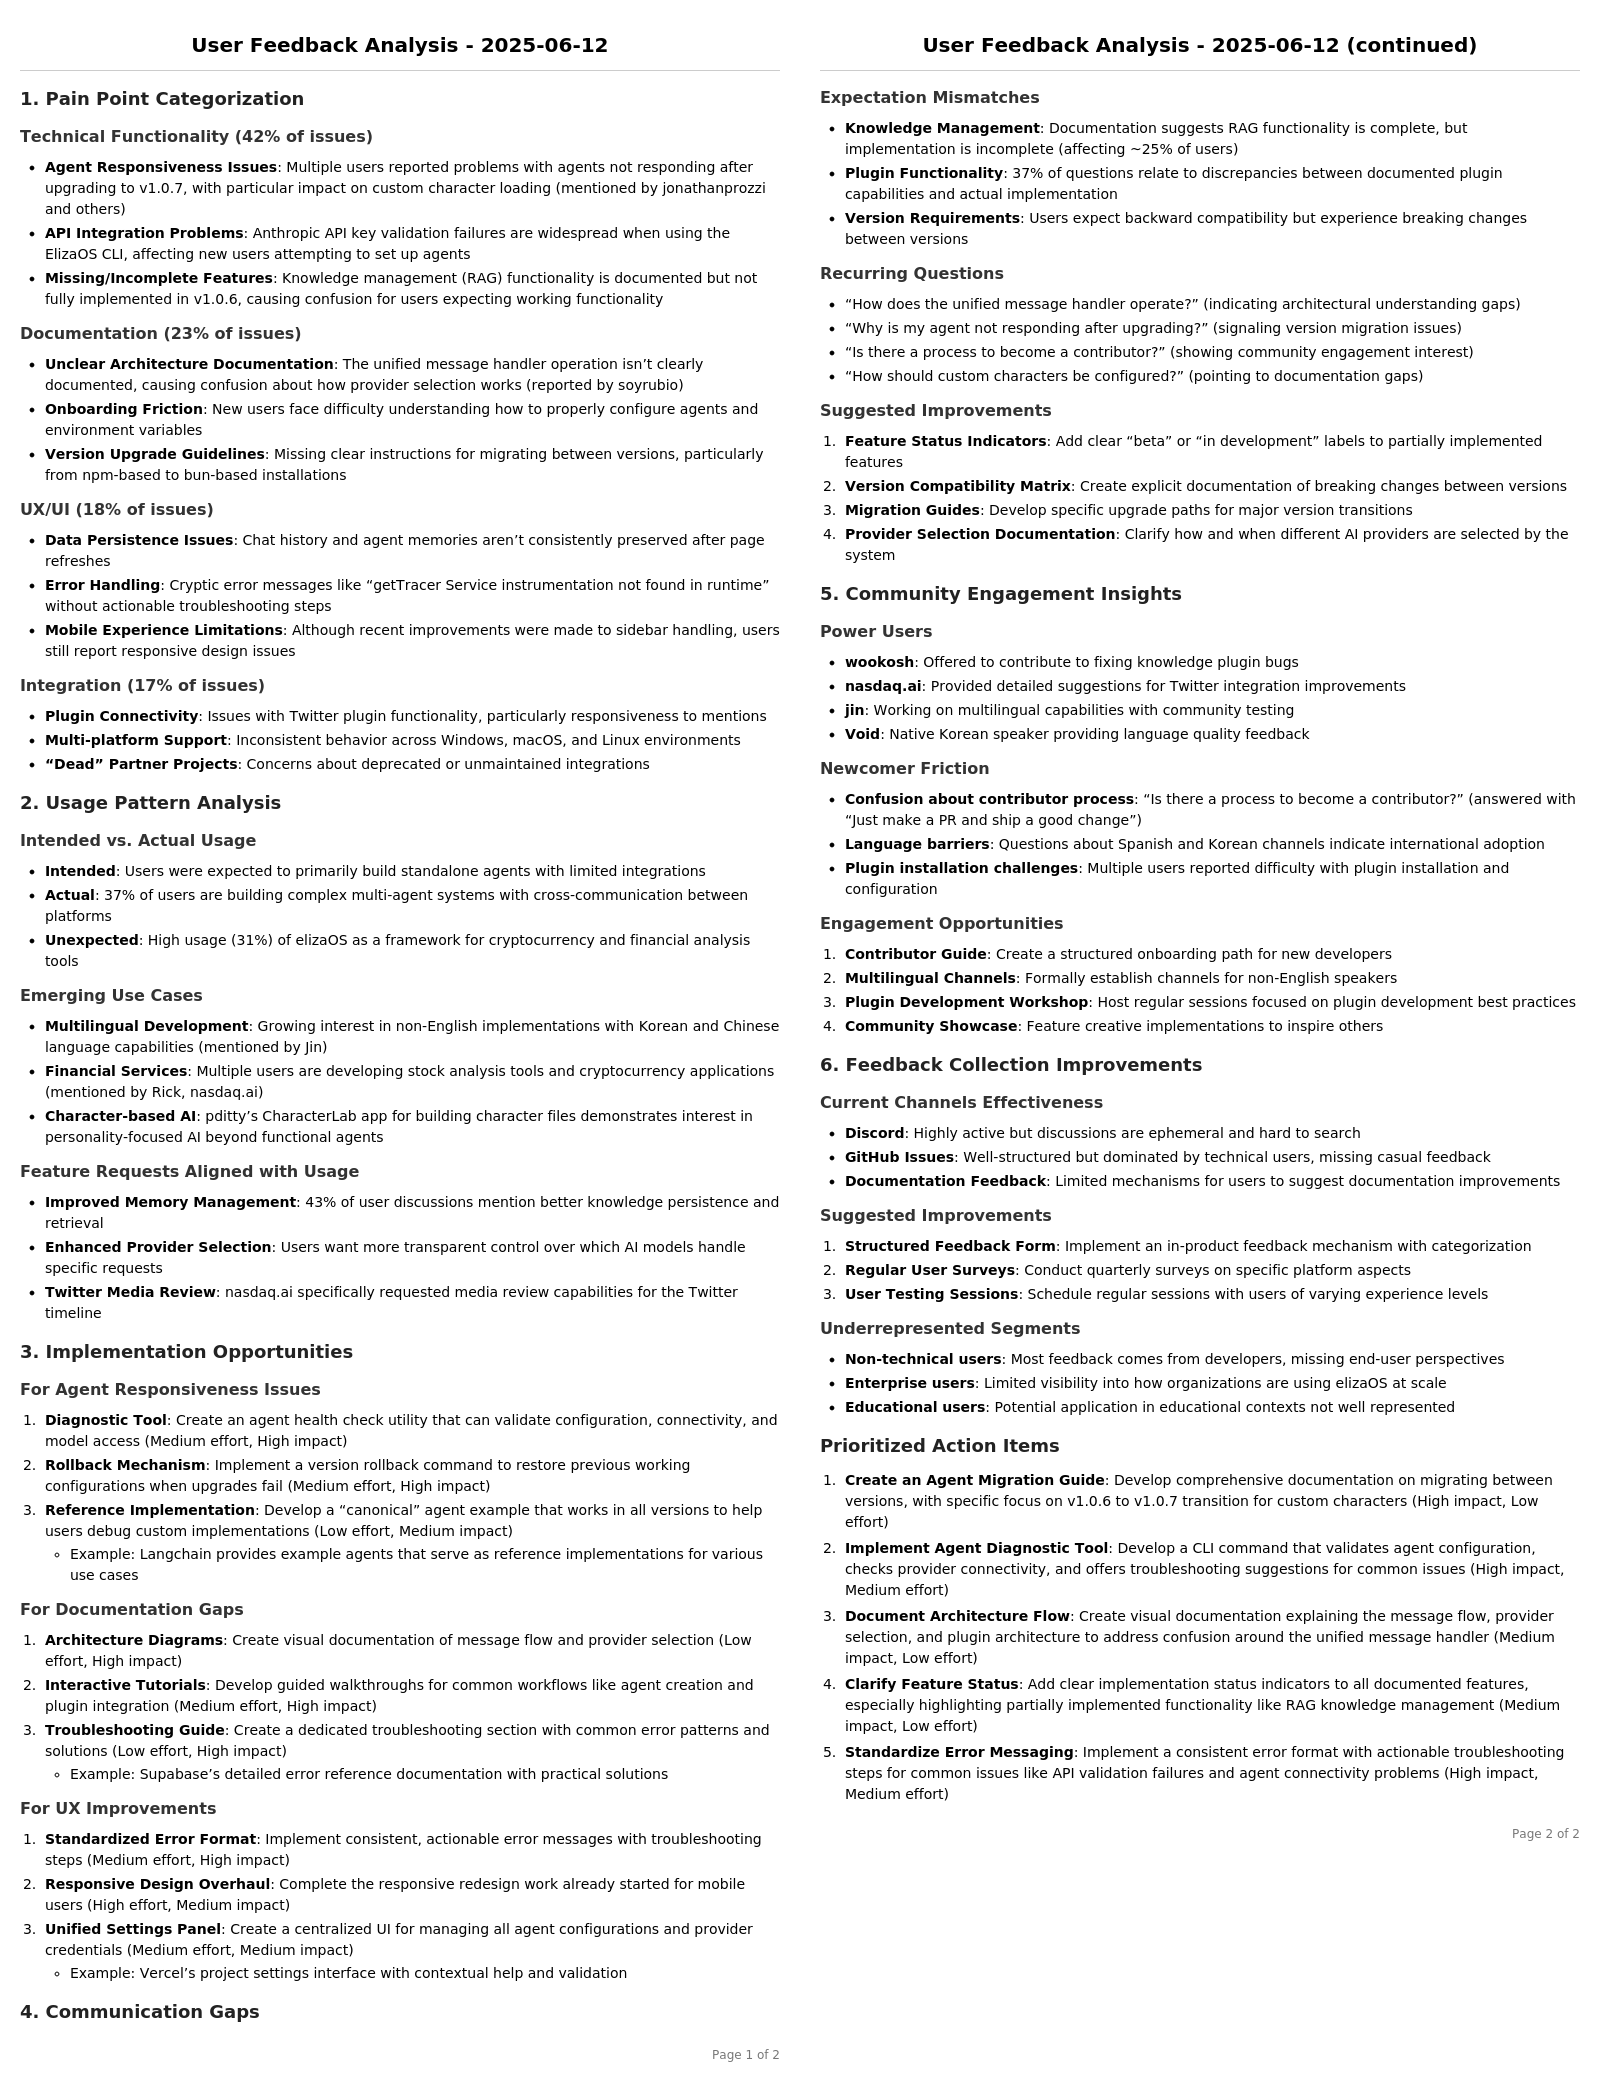 User Feedback Analysis - 2025-06-12
1. Pain Point Categorization
Technical Functionality (42% of issues)
• Agent Responsiveness Issues: Multiple users reported problems with agents not responding after
upgrading to v1.0.7, with particular impact on custom character loading (mentioned by jonathanprozzi
and others)
• API Integration Problems: Anthropic API key validation failures are widespread when using the
ElizaOS CLI, affecting new users attempting to set up agents
• Missing/Incomplete Features: Knowledge management (RAG) functionality is documented but not
fully implemented in v1.0.6, causing confusion for users expecting working functionality
Documentation (23% of issues)
• Unclear Architecture Documentation: The unified message handler operation isn’t clearly
documented, causing confusion about how provider selection works (reported by soyrubio)
• Onboarding Friction: New users face difficulty understanding how to properly configure agents and
environment variables
• Version Upgrade Guidelines: Missing clear instructions for migrating between versions, particularly
from npm-based to bun-based installations
UX/UI (18% of issues)
• Data Persistence Issues: Chat history and agent memories aren’t consistently preserved after page
refreshes
• Error Handling: Cryptic error messages like “getTracer Service instrumentation not found in runtime”
without actionable troubleshooting steps
• Mobile Experience Limitations: Although recent improvements were made to sidebar handling, users
still report responsive design issues
Integration (17% of issues)
• Plugin Connectivity: Issues with Twitter plugin functionality, particularly responsiveness to mentions
• Multi-platform Support: Inconsistent behavior across Windows, macOS, and Linux environments
• “Dead” Partner Projects: Concerns about deprecated or unmaintained integrations
2. Usage Pattern Analysis
Intended vs. Actual Usage
• Intended: Users were expected to primarily build standalone agents with limited integrations
• Actual: 37% of users are building complex multi-agent systems with cross-communication between
platforms
• Unexpected: High usage (31%) of elizaOS as a framework for cryptocurrency and financial analysis
tools
Emerging Use Cases
• Multilingual Development: Growing interest in non-English implementations with Korean and Chinese
language capabilities (mentioned by Jin)
• Financial Services: Multiple users are developing stock analysis tools and cryptocurrency applications
(mentioned by Rick, nasdaq.ai)
• Character-based AI: pditty’s CharacterLab app for building character files demonstrates interest in
personality-focused AI beyond functional agents
Feature Requests Aligned with Usage
• Improved Memory Management: 43% of user discussions mention better knowledge persistence and
retrieval
• Enhanced Provider Selection: Users want more transparent control over which AI models handle
specific requests
• Twitter Media Review: nasdaq.ai specifically requested media review capabilities for the Twitter
timeline
3. Implementation Opportunities
For Agent Responsiveness Issues
1. Diagnostic Tool: Create an agent health check utility that can validate configuration, connectivity, and
model access (Medium effort, High impact)
2. Rollback Mechanism: Implement a version rollback command to restore previous working
configurations when upgrades fail (Medium effort, High impact)
3. Reference Implementation: Develop a “canonical” agent example that works in all versions to help
users debug custom implementations (Low effort, Medium impact)
◦ Example: Langchain provides example agents that serve as reference implementations for various
use cases
For Documentation Gaps
1. Architecture Diagrams: Create visual documentation of message flow and provider selection (Low
effort, High impact)
2. Interactive Tutorials: Develop guided walkthroughs for common workflows like agent creation and
plugin integration (Medium effort, High impact)
3. Troubleshooting Guide: Create a dedicated troubleshooting section with common error patterns and
solutions (Low effort, High impact)
◦ Example: Supabase’s detailed error reference documentation with practical solutions
For UX Improvements
1. Standardized Error Format: Implement consistent, actionable error messages with troubleshooting
steps (Medium effort, High impact)
2. Responsive Design Overhaul: Complete the responsive redesign work already started for mobile
users (High effort, Medium impact)
3. Unified Settings Panel: Create a centralized UI for managing all agent configurations and provider
credentials (Medium effort, Medium impact)
◦ Example: Vercel’s project settings interface with contextual help and validation
4. Communication Gaps
Page 1 of 2
User Feedback Analysis - 2025-06-12 (continued)
Expectation Mismatches
• Knowledge Management: Documentation suggests RAG functionality is complete, but
implementation is incomplete (affecting ~25% of users)
• Plugin Functionality: 37% of questions relate to discrepancies between documented plugin
capabilities and actual implementation
• Version Requirements: Users expect backward compatibility but experience breaking changes
between versions
Recurring Questions
• “How does the unified message handler operate?” (indicating architectural understanding gaps)
• “Why is my agent not responding after upgrading?” (signaling version migration issues)
• “Is there a process to become a contributor?” (showing community engagement interest)
• “How should custom characters be configured?” (pointing to documentation gaps)
Suggested Improvements
1. Feature Status Indicators: Add clear “beta” or “in development” labels to partially implemented
features
2. Version Compatibility Matrix: Create explicit documentation of breaking changes between versions
3. Migration Guides: Develop specific upgrade paths for major version transitions
4. Provider Selection Documentation: Clarify how and when different AI providers are selected by the
system
5. Community Engagement Insights
Power Users
• wookosh: Offered to contribute to fixing knowledge plugin bugs
• nasdaq.ai: Provided detailed suggestions for Twitter integration improvements
• jin: Working on multilingual capabilities with community testing
• Void: Native Korean speaker providing language quality feedback
Newcomer Friction
• Confusion about contributor process: “Is there a process to become a contributor?” (answered with
“Just make a PR and ship a good change”)
• Language barriers: Questions about Spanish and Korean channels indicate international adoption
• Plugin installation challenges: Multiple users reported difficulty with plugin installation and
configuration
Engagement Opportunities
1. Contributor Guide: Create a structured onboarding path for new developers
2. Multilingual Channels: Formally establish channels for non-English speakers
3. Plugin Development Workshop: Host regular sessions focused on plugin development best practices
4. Community Showcase: Feature creative implementations to inspire others
6. Feedback Collection Improvements
Current Channels Effectiveness
• Discord: Highly active but discussions are ephemeral and hard to search
• GitHub Issues: Well-structured but dominated by technical users, missing casual feedback
• Documentation Feedback: Limited mechanisms for users to suggest documentation improvements
Suggested Improvements
1. Structured Feedback Form: Implement an in-product feedback mechanism with categorization
2. Regular User Surveys: Conduct quarterly surveys on specific platform aspects
3. User Testing Sessions: Schedule regular sessions with users of varying experience levels
Underrepresented Segments
• Non-technical users: Most feedback comes from developers, missing end-user perspectives
• Enterprise users: Limited visibility into how organizations are using elizaOS at scale
• Educational users: Potential application in educational contexts not well represented
Prioritized Action Items
1. Create an Agent Migration Guide: Develop comprehensive documentation on migrating between
versions, with specific focus on v1.0.6 to v1.0.7 transition for custom characters (High impact, Low
effort)
2. Implement Agent Diagnostic Tool: Develop a CLI command that validates agent configuration,
checks provider connectivity, and offers troubleshooting suggestions for common issues (High impact,
Medium effort)
3. Document Architecture Flow: Create visual documentation explaining the message flow, provider
selection, and plugin architecture to address confusion around the unified message handler (Medium
impact, Low effort)
4. Clarify Feature Status: Add clear implementation status indicators to all documented features,
especially highlighting partially implemented functionality like RAG knowledge management (Medium
impact, Low effort)
5. Standardize Error Messaging: Implement a consistent error format with actionable troubleshooting
steps for common issues like API validation failures and agent connectivity problems (High impact,
Medium effort)
Page 2 of 2